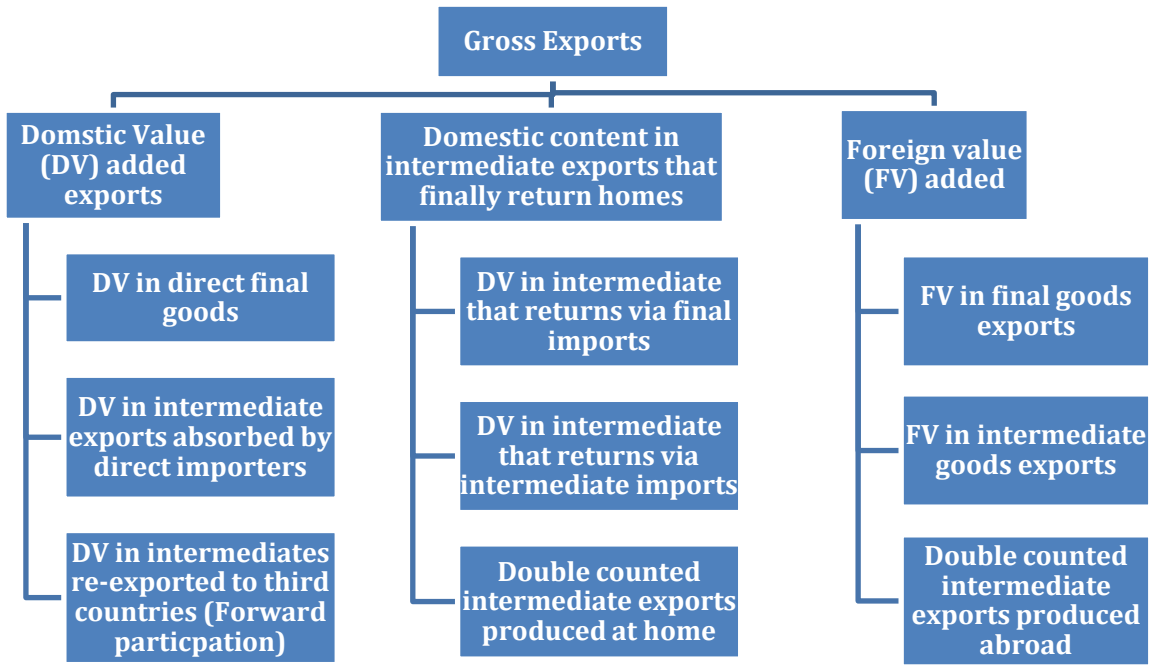 Gross Exports
Domstic Value
(DV) added
exports
DV in direct final
goods
DV in intermediate
exports absorbed by
direct importers
DV in intermediates
re-exported to third
countries (Forward
particpation)
Domestic content in
intermediate exports that
finally return homes
DV in intermediate
that returns via final
imports
DV in intermediate
that returns via
intermediate imports
Double counted
intermediate exports
produced at home
Foreign value
(FV) added
FV in final goods
exports
FV in intermediate
goods exports
Double counted
intermediate
exports produced
abroad